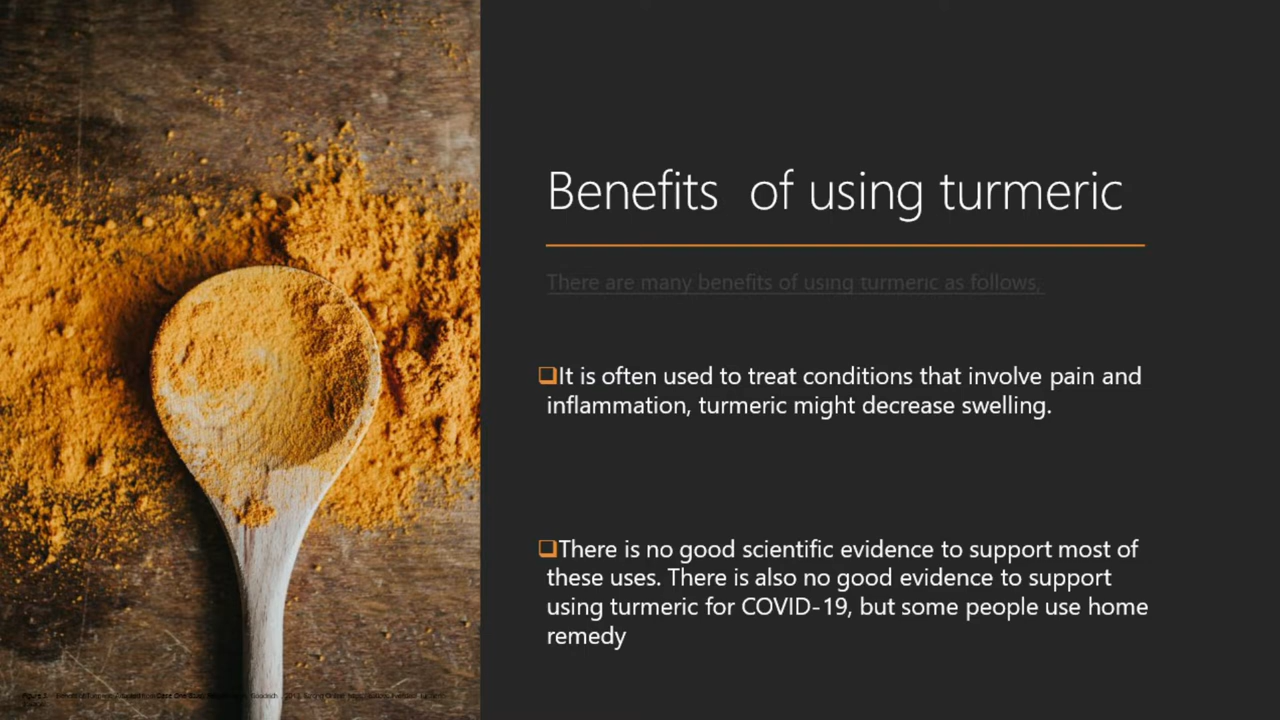 Benefits of using turmeric
There are many benefits of using turmeric as follows,
It is often used to treat conditions that involve pain and
inflammation, turmeric might decrease swelling.
There is no good scientific evidence to support most of
these uses. There is also no good evidence to support
using turmeric for COVID-19, but some people use home
remedy